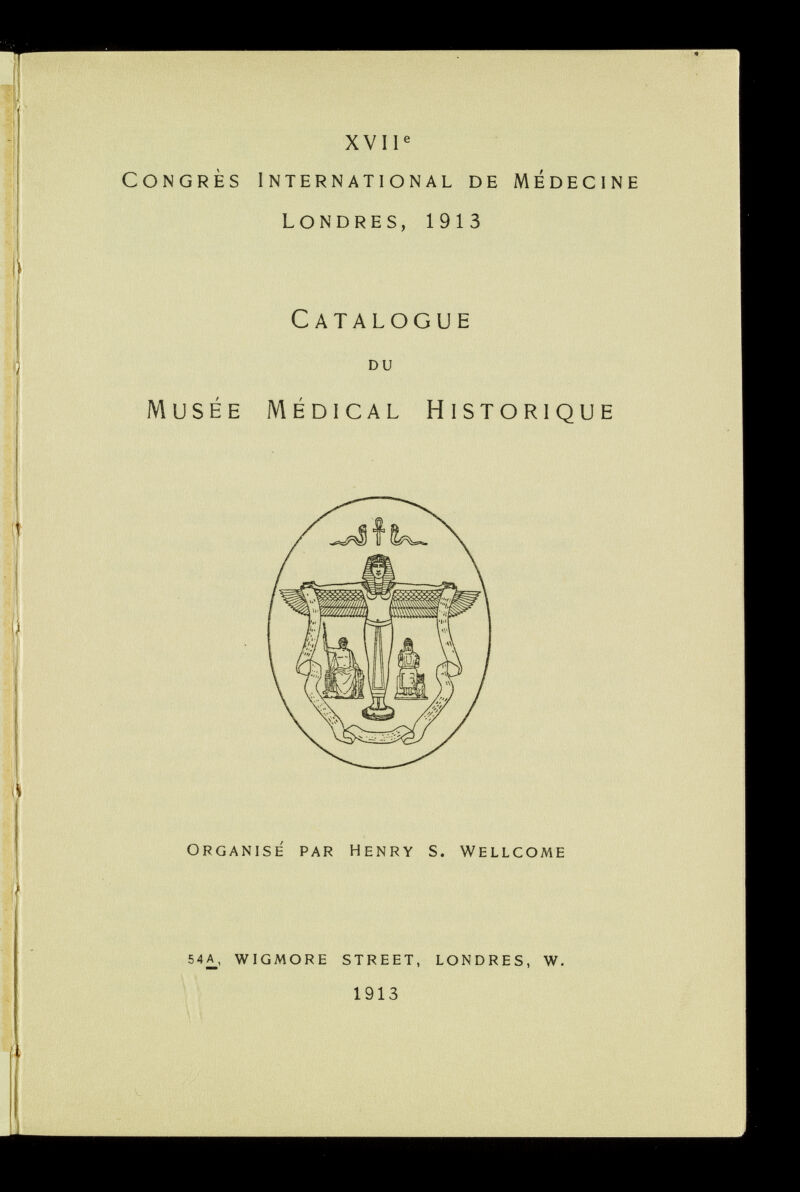 XVIIe
CONGRÈS INTERNATIONAL DE MÉDECINE
LONDRES, 1913
CATALOGUE
DU
MUSÉE MÉDICAL HISTORIQUE
ORGANISÉ PAR HENRY S. WELLCOME
54A, WIGMORE STREET, LONDRES, W.
1913